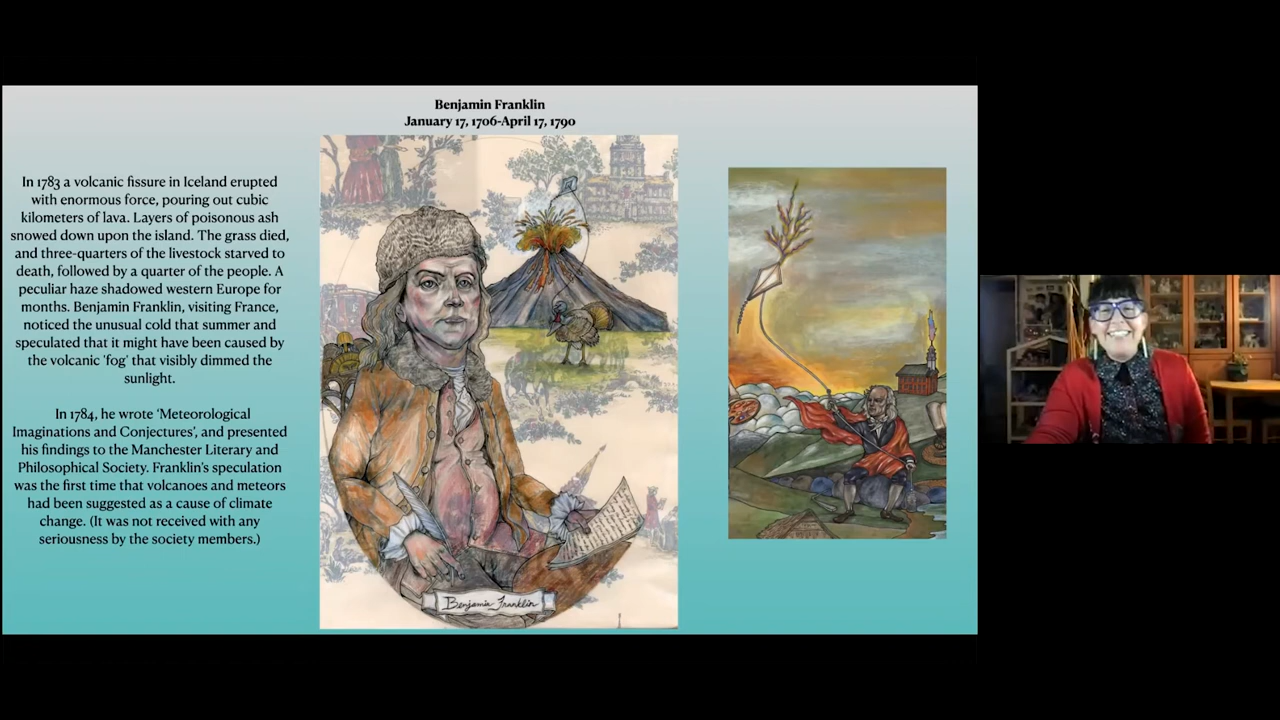 Benjamin Franklin
January 17, 1706-April 17, 1790
In 1783 a volcanic fissure in Iceland erupted
with enormous force, pouring out cubic
kilometers of lava. Layers of poisonous ash
snowed down upon the island. The grass died,
and three-quarters of the livestock starved to
death, followed by a quarter of the people. A
peculiar haze shadowed western Europe for
months. Benjamin Franklin, visiting France,
noticed the unusual cold that summer and
speculated that it might have been caused by
the volcanic 'fog' that visibly dimmed the
sunlight.
In 1784, he wrote ‘Meteorological
Imaginations and Conjectures’, and presented
his findings to the Manchester Literary and
Philosophical Society. Franklin's speculation
was the first time that volcanoes and meteors
had been suggested as a cause of climate
change. (It was not received with any
seriousness by the society members.)
Benjamin Franklin